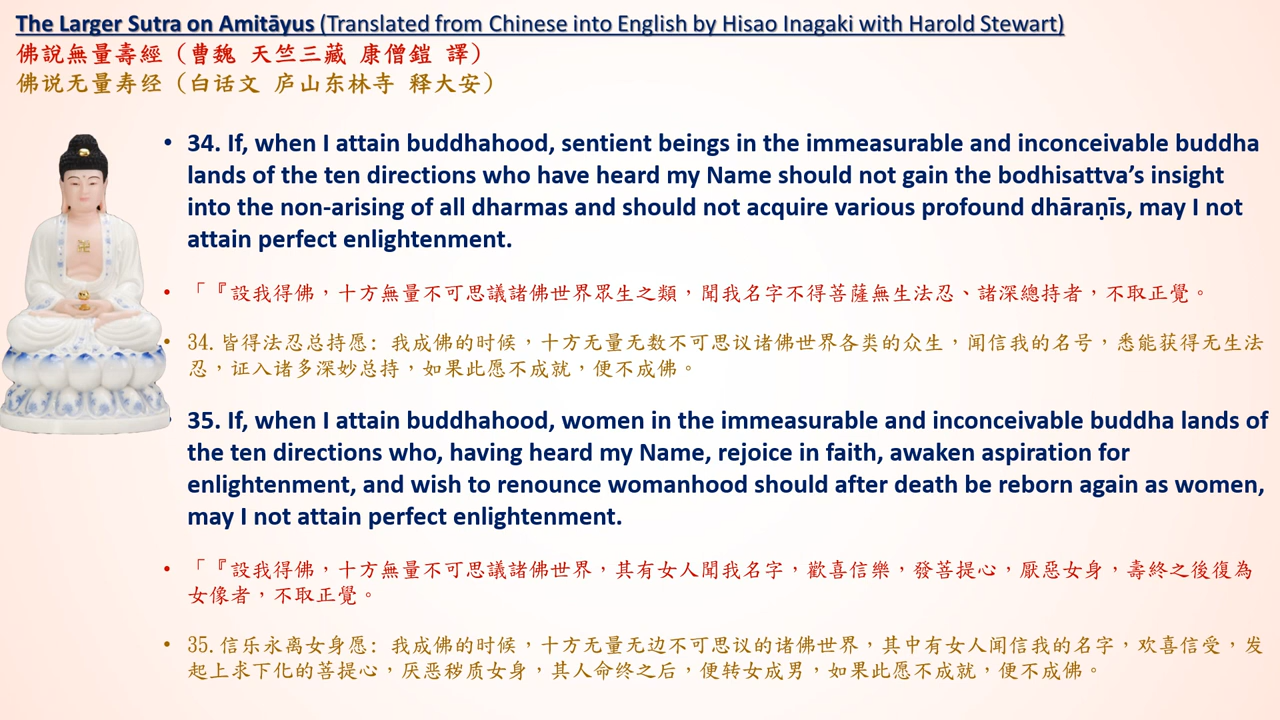 The Larger Sutra on Amitāyus (Translated from Chinese into English by Hisao Inagaki with Harold Stewart)
佛說無量壽經（曹魏 天竺三藏 康僧鎧 譯）
佛说无量寿经（白话文 庐山东林寺 释大安）
• 34. If, when I attain buddhahood, sentient beings in the immeasurable and inconceivable buddha
lands of the ten directions who have heard my Name should not gain the bodhisattva’s insight
into the non-arising of all dharmas and should not acquire various profound dhāraṇīs, may I not
attain perfect enlightenment.
• 「『設我得佛，十方無量不可思議諸佛世界眾生之類，聞我名字不得菩薩無生法忍、諸深總持者，不取正覺。
• 34. 皆得法忍总持愿: 我成佛的时候，十方无量无数不可思议诸佛世界各类的众生，闻信我的名号，悉能获得无生法
忍，证入诸多深妙总持，如果此愿不成就，便不成佛。
• 35. If, when I attain buddhahood, women in the immeasurable and inconceivable buddha lands of
the ten directions who, having heard my Name, rejoice in faith, awaken aspiration for
enlightenment, and wish to renounce womanhood should after death be reborn again as women,
may I not attain perfect enlightenment.
• 「『設我得佛，十方無量不可思議諸佛世界，其有女人聞我名字，歡喜信樂，發菩提心，厭惡女身，壽終之後復為
女像者，不取正覺。
• 35. 信乐永离女身愿: 我成佛的时候，十方无量无边不可思议的诸佛世界，其中有女人闻信我的名字，欢喜信受，发
起上求下化的菩提心，厌恶秽质女身，其人命终之后，便转女成男，如果此愿不成就，便不成佛。